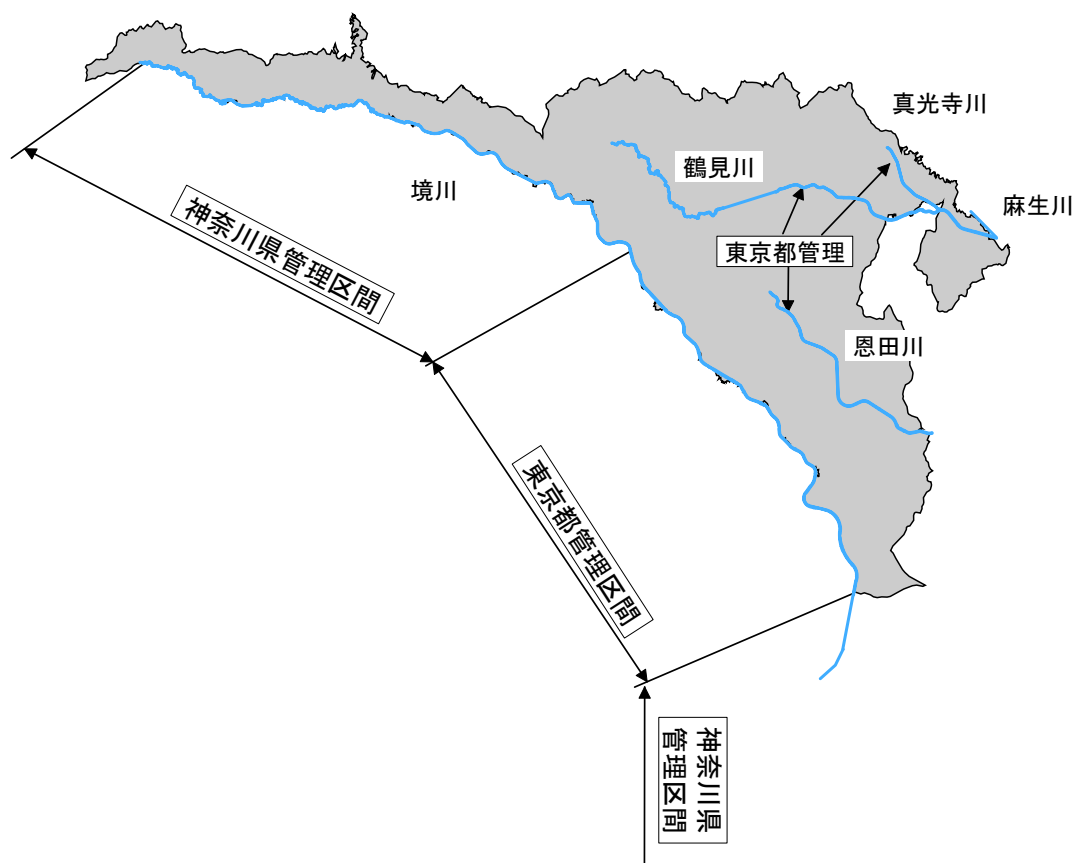 真光寺川
鶴見川
麻生川
境川
神奈川県管理区間
東京都管理
恩田川
東京都管理区間
神奈川県
管理区間